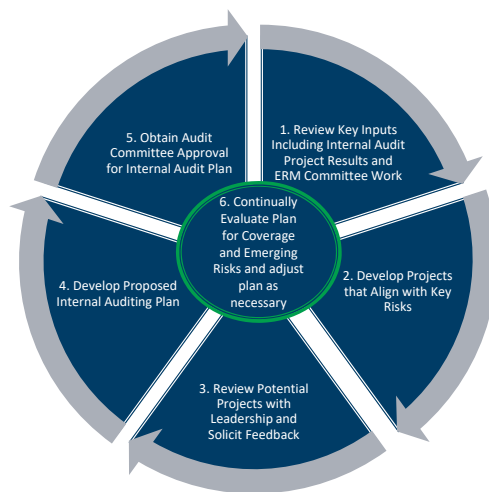 1. Review Key Inputs
Including Internal Audit
Project Results and
ERM Committee Work
2. Develop Projects
that Align with Key
Risks
3. Review Potential
Projects with
Leadership and
Solicit Feedback
4. Develop Proposed
Internal Auditing Plan
5. Obtain Audit
Committee Approval
for Internal Audit Plan
6. Continually
Evaluate Plan
for Coverage
and Emerging
Risks and adjust
plan as
necessary